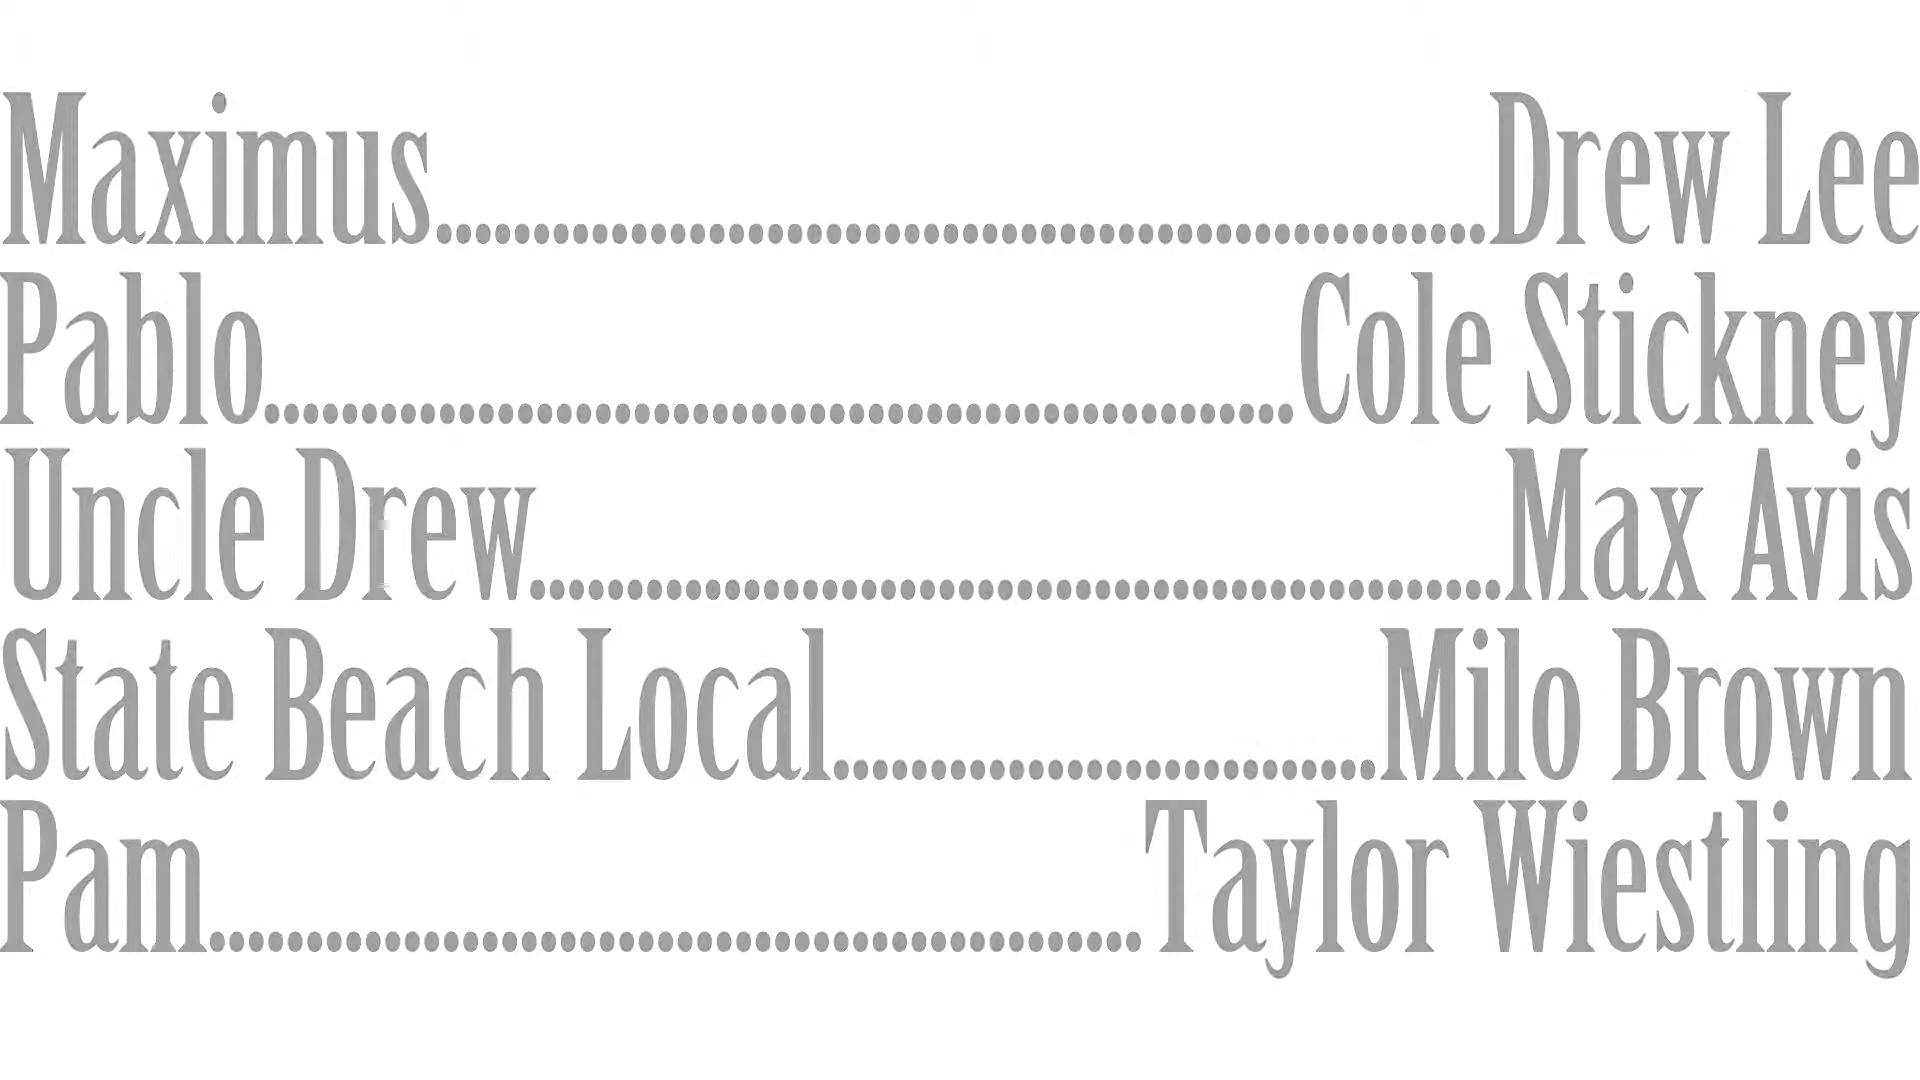 Maximus......................................................Drew Lee
Pablo.....................................................Cole Stickney
Uncle Drew..................................................Max Avis
State Beach Local............................Milo Brown
Pam................................................Taylor Wiestling